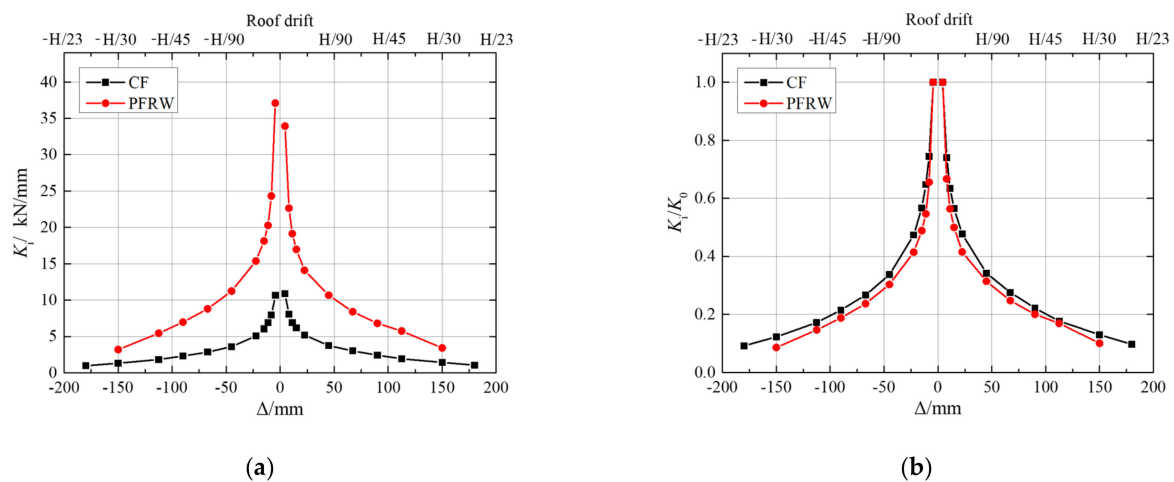 Roof drift
-H/23 -H/30 -H/45 -H/90 H/90 H/45 H/30 H/23
CF
PFRW
40
35
30
25
20
15
10
5
0
K_i/ kN/mm
-200 -150 -100 -50 0 50 100 150 200
Δ/mm
(a)
Roof drift
-H/23 -H/30 -H/45 -H/90 H/90 H/45 H/30 H/23
CF
PFRW
1.0
0.8
0.6
0.4
0.2
0.0
K_i/K_0
-200 -150 -100 -50 0 50 100 150 200
Δ/mm
(b)